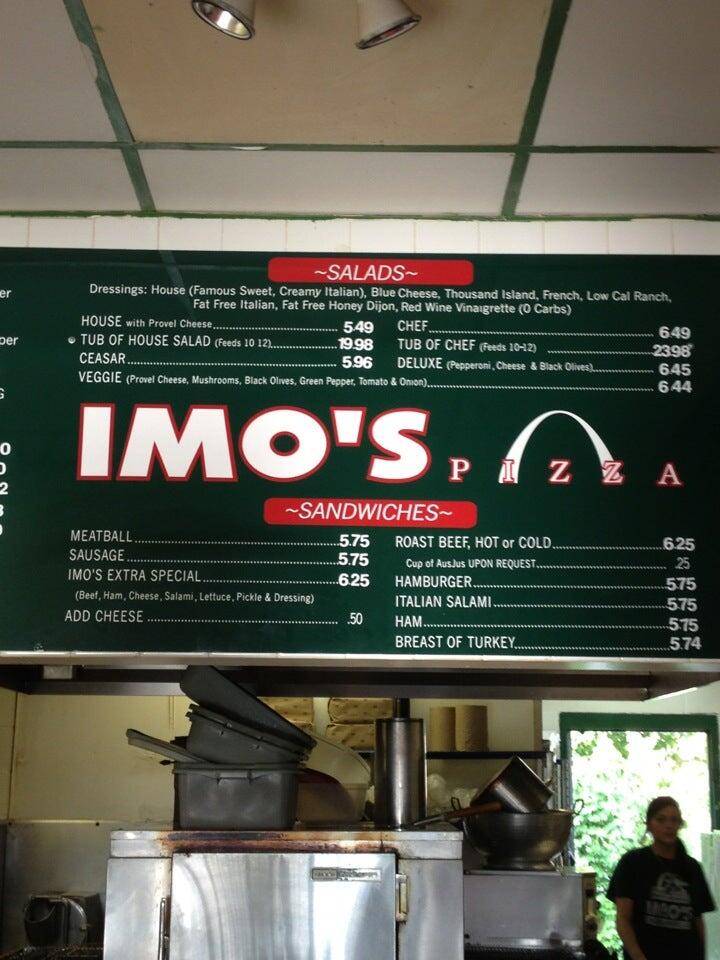 ~SALADS~
Dressings: House (Famous Sweet, Creamy Italian), Blue Cheese, Thousand Island, French, Low Cal Ranch,
Fat Free Italian, Fat Free Honey Dijon, Red Wine Vinaigrette (0 Carbs)
HOUSE with Provel Cheese 5.49
TUB OF HOUSE SALAD (Feeds 10 12) 19.98
CEASAR 5.96
VEGGIE (Provel Cheese, Mushrooms, Black Olives, Green Pepper, Tomato & Onion) 6 44
CHEF 6.49
TUB OF CHEF (Feeds 10-12) 2398
DELUXE (Pepperoni, Cheese & Black Olives) 6.45
IMO'S PIZZA
~SANDWICHES~
MEATBALL 5.75
SAUSAGE 5.75
IMO'S EXTRA SPECIAL 6.25
(Beef, Ham, Cheese, Salami, Lettuce, Pickle & Dressing)
ADD CHEESE .50
ROAST BEEF, HOT or COLD 6.25
Cup of AusJus UPON REQUEST .25
HAMBURGER 5.75
ITALIAN SALAMI 5.75
HAM 5.75
BREAST OF TURKEY 5.74
IMO'S